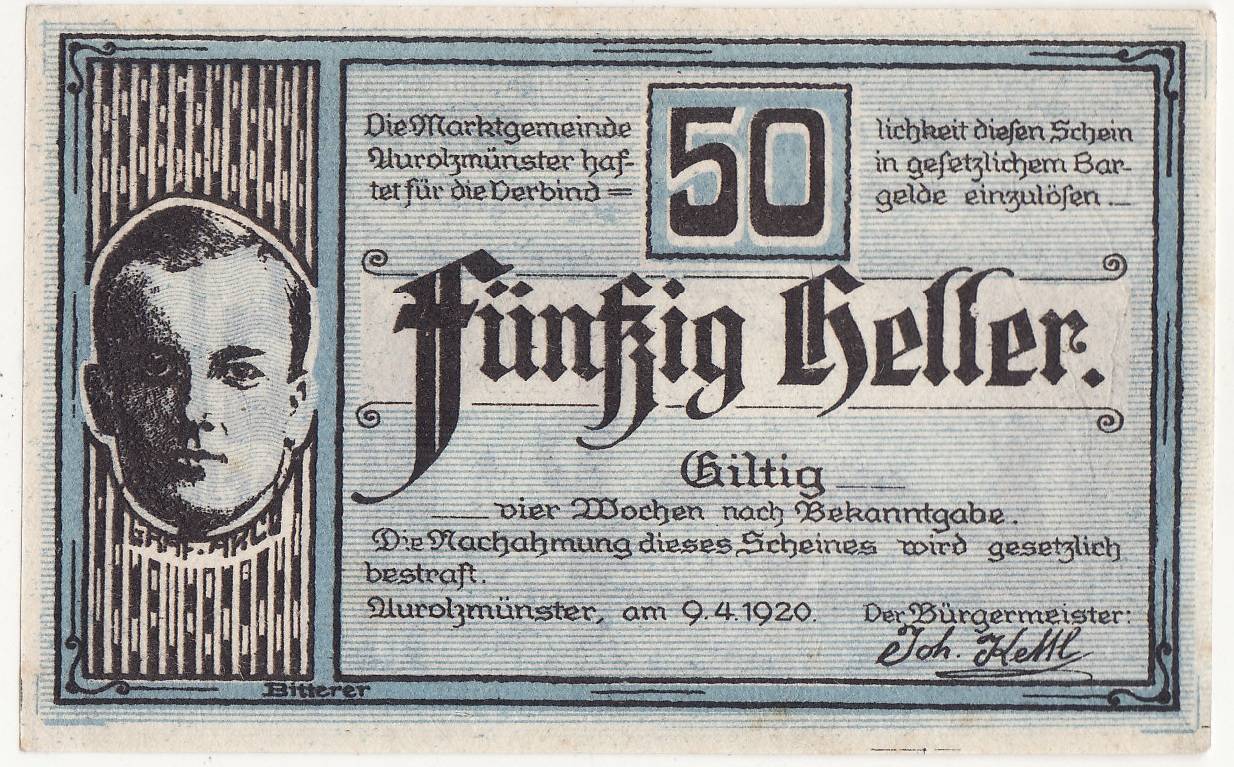 Die Marktgemeinde
Aurolzmünster haf-
tet für die Verbind=
50
lichkeit diesen Schein
in gesetzlichem Bar-
gelde einzulösen.
Fünfzig Heller.
Giltig
vier Wochen nach Bekanntgabe.
Die Nachahmung dieses Scheines wird gesetzlich
bestraft.
Aurolzmünster, am 9.4.1920. Der Bürgermeister:
Joh. Kettl
GRAF. ARCO
Bitterer